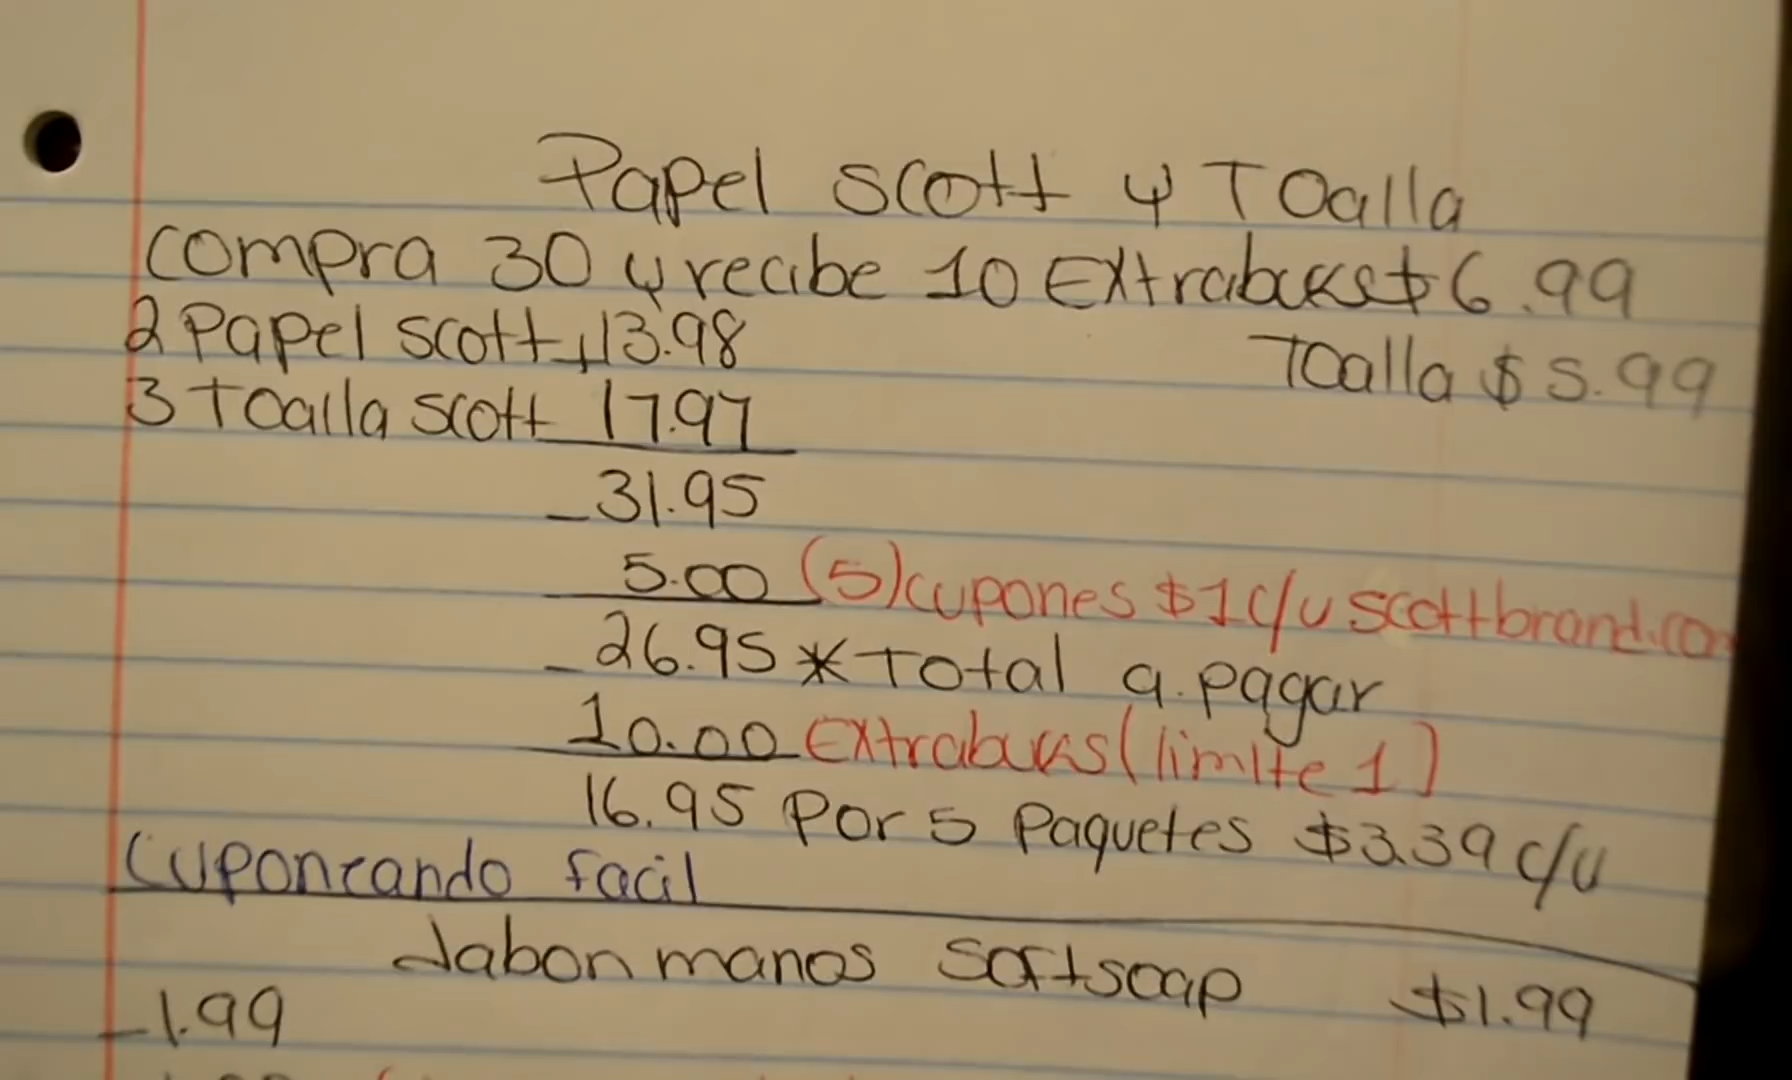 Papel scott y Toalla
compra 30 y recibe 10 Extrabucks $6.99
2 Papel scott + 13.98 Toalla $5.99
3 Toalla scott 17.97
- 31.95
5.00 (5) cupones $1 c/u scottbrand.com
- 26.95 * Total a.pagar
10.00 Extrabucks (limite 1)
16.95 Por 5 Paquetes $3.39 c/u
Cuponeando facil
Jabon manos Softsoap $1.99
- 1.99